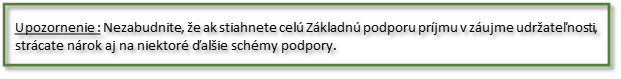 Upozornenie : Nezabudnite, že ak stiahnete celú Základnú podporu príjmu v záujme udržateľnosti,
strácate nárok aj na niektoré ďalšie schémy podpory.